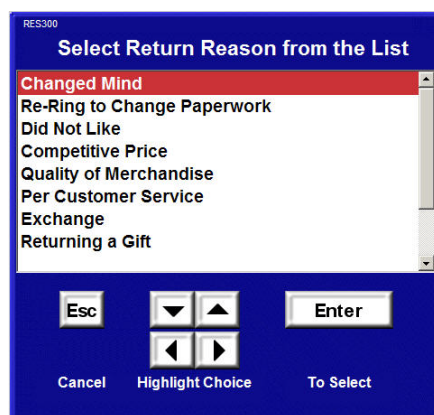 RES300
Select Return Reason from the List
Changed Mind
Re-Ring to Change Paperwork
Did Not Like
Competitive Price
Quality of Merchandise
Per Customer Service
Exchange
Returning a Gift
Esc
Enter
Cancel
Highlight Choice
To Select